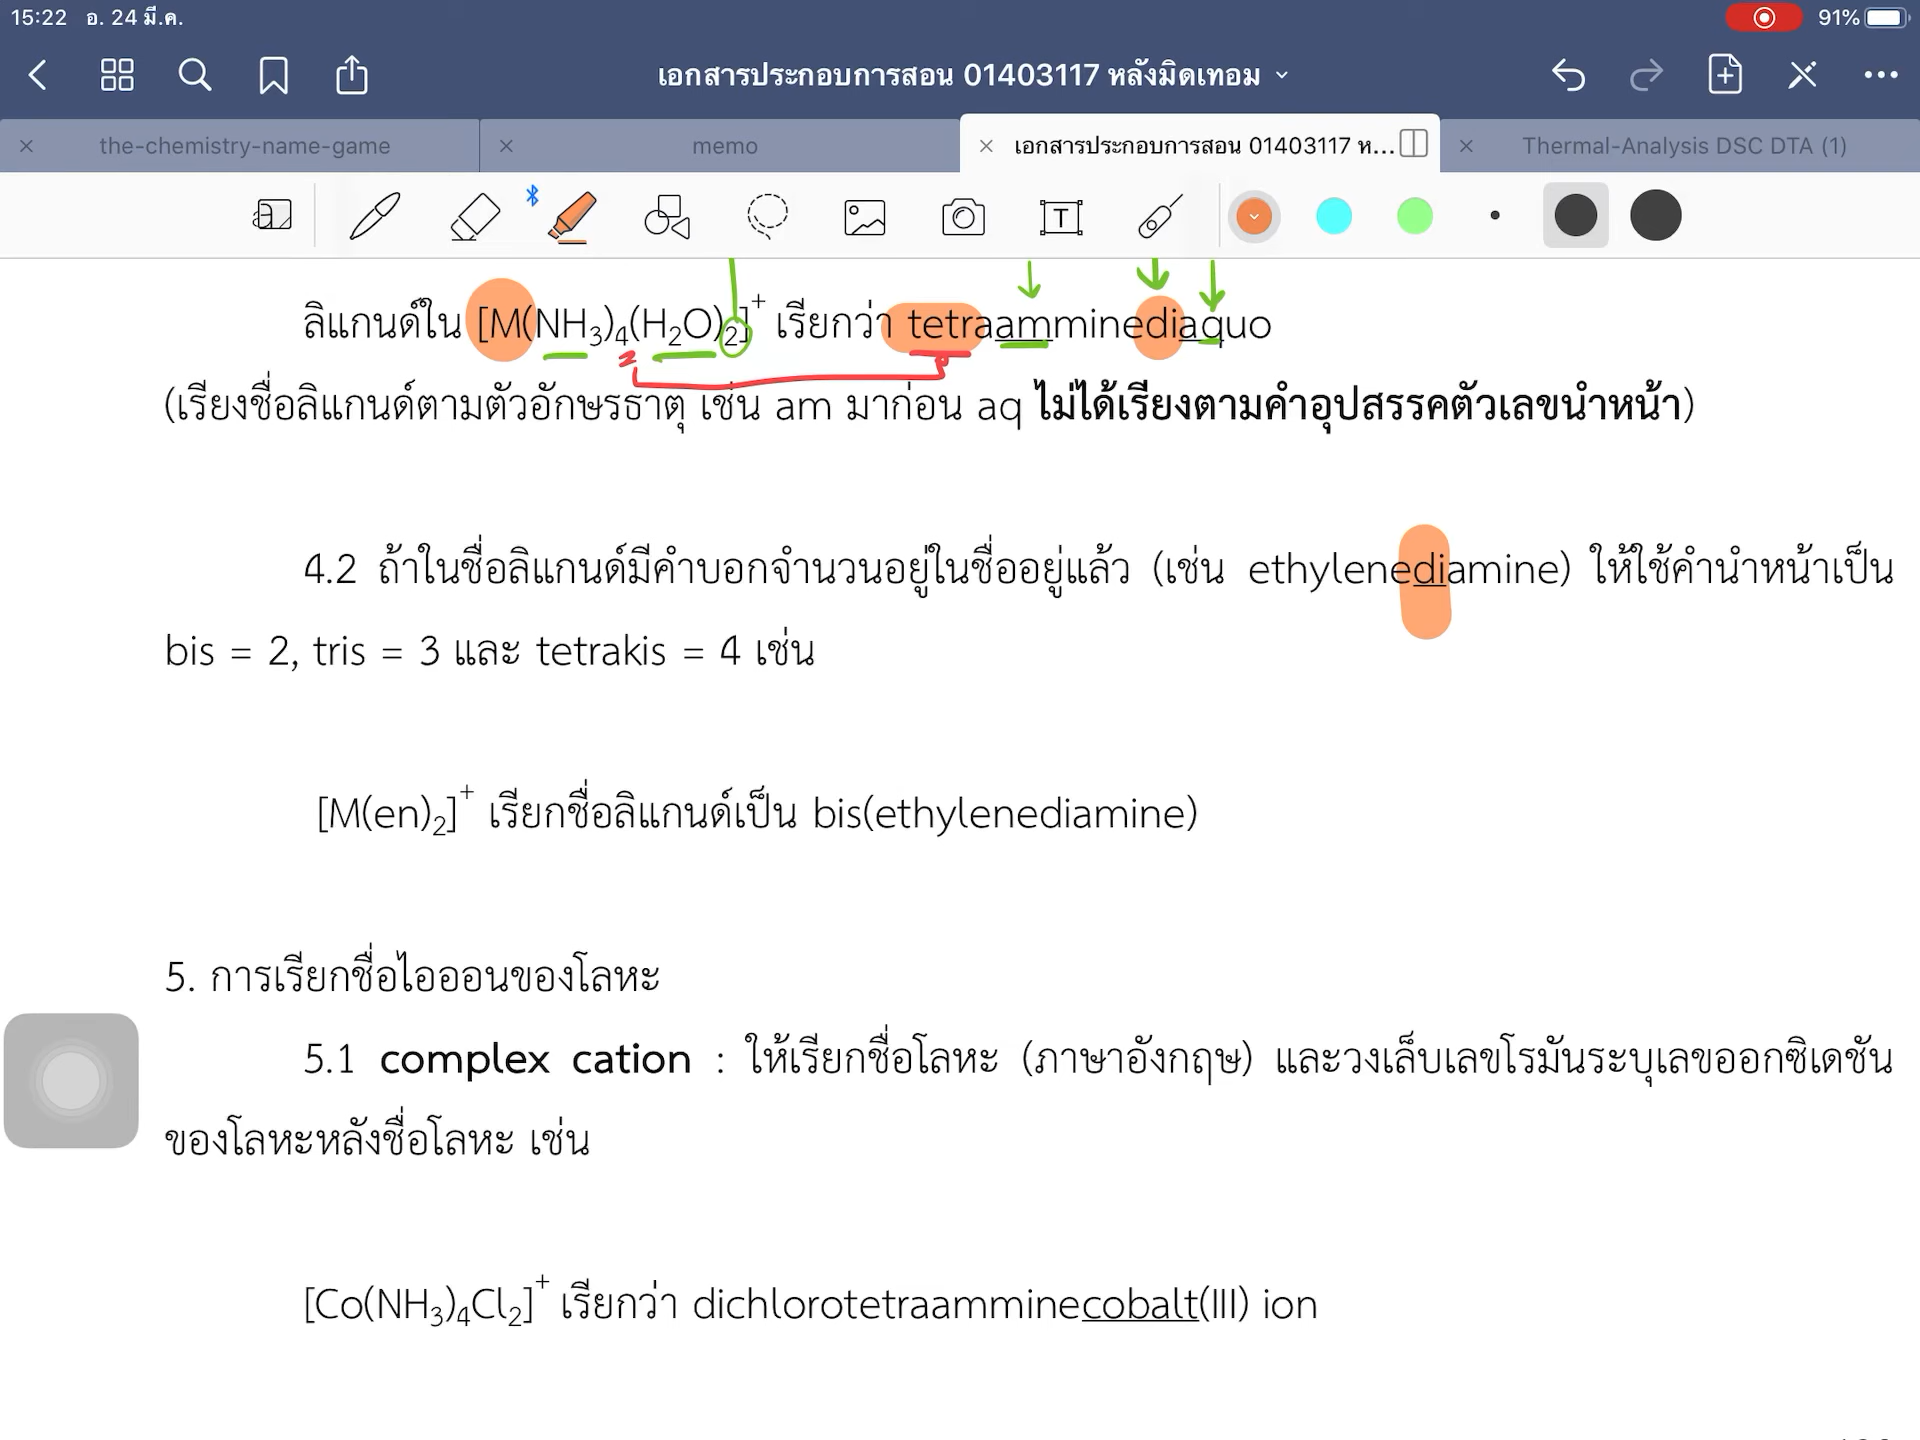 15:22 อ. 24 มี.ค.
91%
เอกสารประกอบการสอน 01403117 หลังมิดเทอม
the-chemistry-name-game
memo
เอกสารประกอบการสอน 01403117 ห...
Thermal-Analysis DSC DTA (1)
ลิแกนด์ใน [M(NH₃)₄(H₂O)₂]⁺ เรียกว่า tetraamminediaquo
(เรียงชื่อลิแกนด์ตามตัวอักษรธาตุ เช่น am มาก่อน aq ไม่ได้เรียงตามคำอุปสรรคตัวเลขนำหน้า)
4.2 ถ้าในชื่อลิแกนด์มีคำบอกจำนวนอยู่ในชื่ออยู่แล้ว (เช่น ethylenediamine) ให้ใช้คำนำหน้าเป็น
bis = 2, tris = 3 และ tetrakis = 4 เช่น
[M(en)₂]⁺ เรียกชื่อลิแกนด์เป็น bis(ethylenediamine)
5. การเรียกชื่อไอออนของโลหะ
5.1 complex cation : ให้เรียกชื่อโลหะ (ภาษาอังกฤษ) และวงเล็บเลขโรมันระบุเลขออกซิเดชัน
ของโลหะหลังชื่อโลหะ เช่น
[Co(NH₃)₄Cl₂]⁺ เรียกว่า dichlorotetraamminecobalt(III) ion